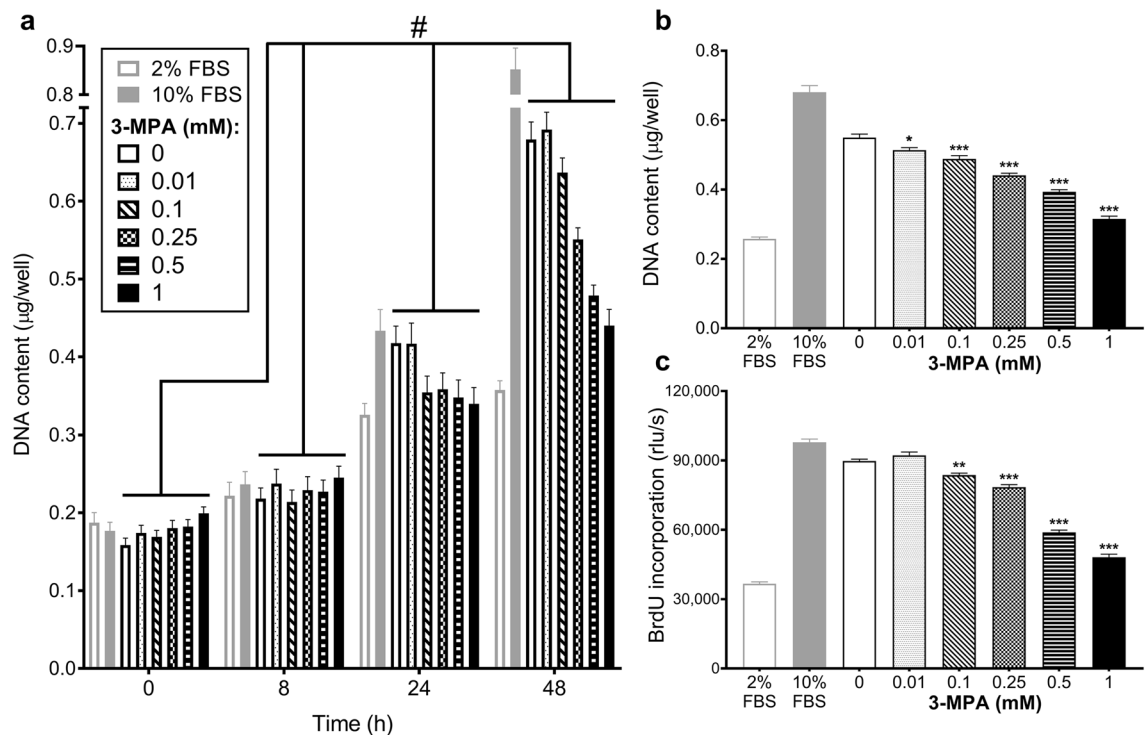 a
#
2% FBS
10% FBS
3-MPA (mM):
0
0.01
0.1
0.25
0.5
1
DNA content (µg/well)
0.9
0.8
0.7
0.6
0.5
0.4
0.3
0.2
0.1
0.0
0 8 24 48
Time (h)
b
DNA content (µg/well)
0.8
0.6
0.4
0.2
0.0
* *** *** *** ***
2% FBS 10% FBS 0 0.01 0.1 0.25 0.5 1
3-MPA (mM)
c
BrdU incorporation (rlu/s)
120,000
90,000
60,000
30,000
0
** *** *** ***
2% FBS 10% FBS 0 0.01 0.1 0.25 0.5 1
3-MPA (mM)